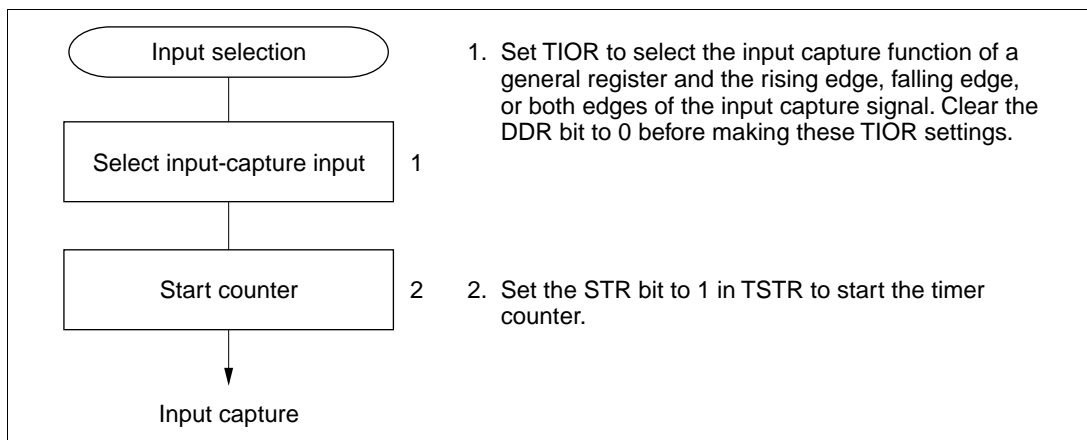 Input selection
Select input-capture input 1
Start counter 2
Input capture
1. Set TIOR to select the input capture function of a
general register and the rising edge, falling edge,
or both edges of the input capture signal. Clear the
DDR bit to 0 before making these TIOR settings.
2. Set the STR bit to 1 in TSTR to start the timer
counter.